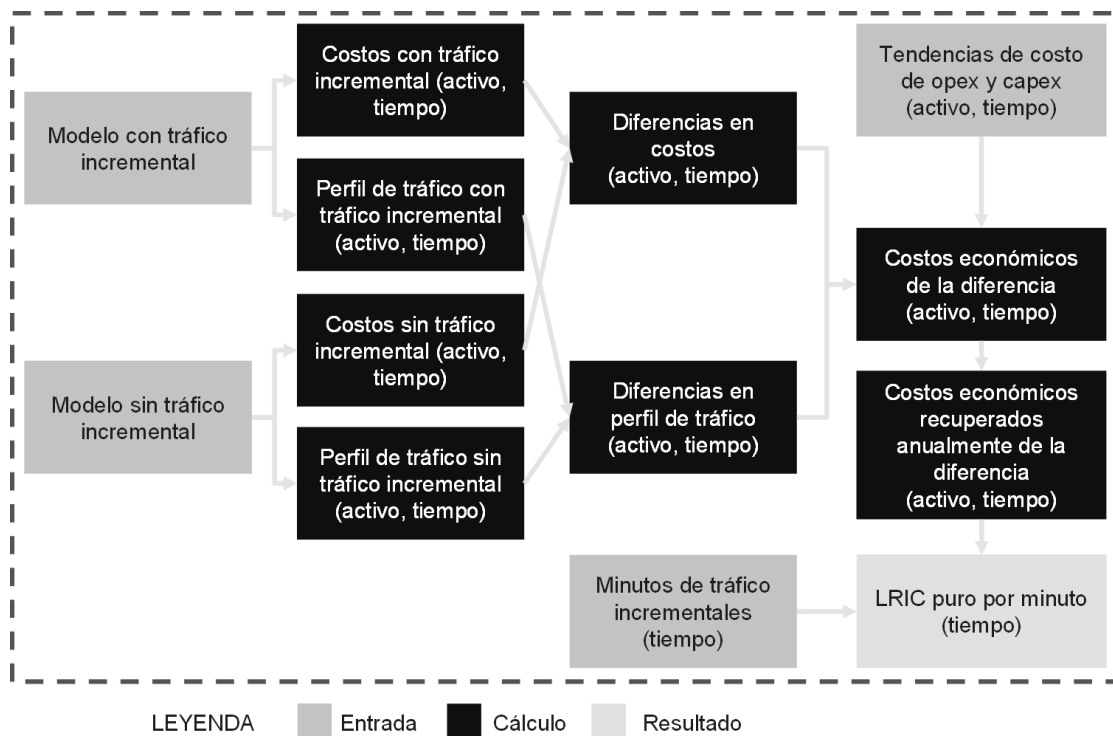 Modelo con tráfico
incremental
Modelo sin tráfico
incremental
Costos con tráfico
incremental (activo,
tiempo)
Perfil de tráfico con
tráfico incremental
(activo, tiempo)
Costos sin tráfico
incremental (activo,
tiempo)
Perfil de tráfico sin
tráfico incremental
(activo, tiempo)
Diferencias en
costos
(activo, tiempo)
Diferencias en
perfil de tráfico
(activo, tiempo)
Minutos de tráfico
incrementales
(tiempo)
Tendencias de costo
de opex y capex
(activo, tiempo)
Costos económicos
de la diferencia
(activo, tiempo)
Costos económicos
recuperados
anualmente de la
diferencia
(activo, tiempo)
LRIC puro por minuto
(tiempo)
LEYENDA
Entrada
Cálculo
Resultado